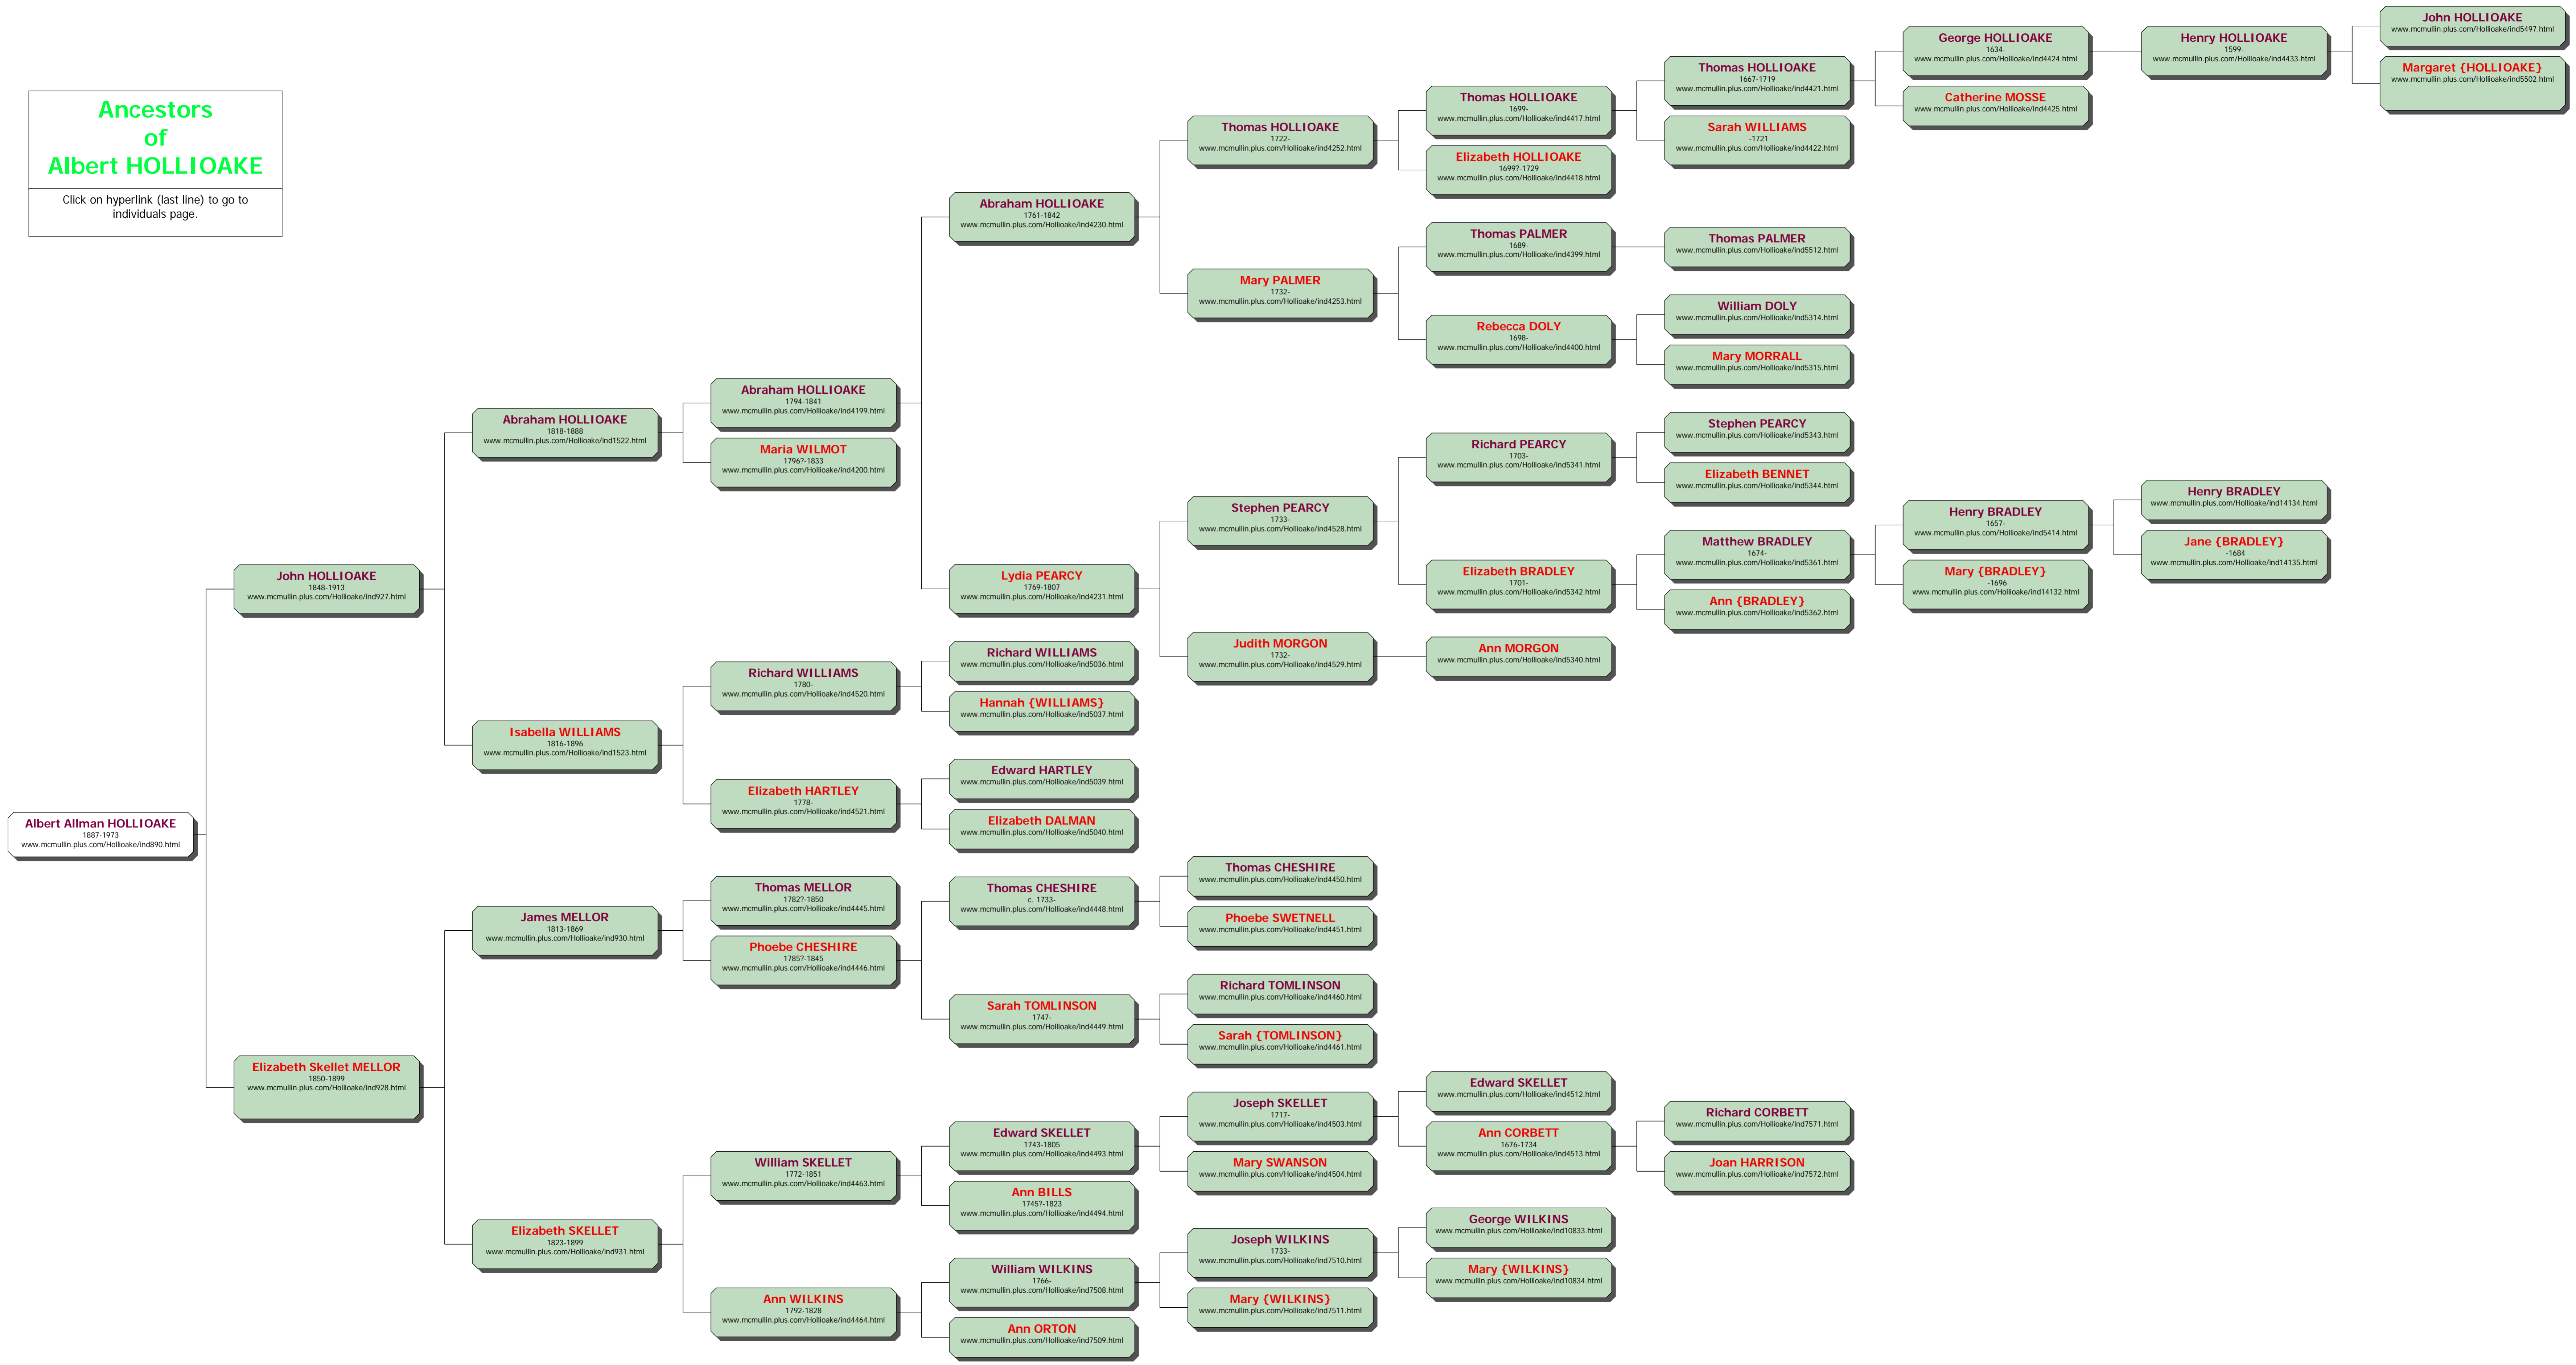 Ancestors
of
Albert HOLLIOAKE
Click on hyperlink (last line) to go to
individuals page.
Albert Allman HOLLIOAKE
1887-1973
www.mcmullin.plus.com/Hollioake/ind890.html
John HOLLIOAKE
1848-1913
www.mcmullin.plus.com/Hollioake/ind927.html
Elizabeth Skellet MELLOR
1850-1899
www.mcmullin.plus.com/Hollioake/ind928.html
Abraham HOLLIOAKE
1818-1888
www.mcmullin.plus.com/Hollioake/ind1522.html
Isabella WILLIAMS
1816-1896
www.mcmullin.plus.com/Hollioake/ind1523.html
James MELLOR
1813-1869
www.mcmullin.plus.com/Hollioake/ind930.html
Elizabeth SKELLET
1823-1899
www.mcmullin.plus.com/Hollioake/ind931.html
Abraham HOLLIOAKE
1794-1841
www.mcmullin.plus.com/Hollioake/ind4199.html
Maria WILMOT
1796?-1833
www.mcmullin.plus.com/Hollioake/ind4200.html
Richard WILLIAMS
1780-
www.mcmullin.plus.com/Hollioake/ind4520.html
Elizabeth HARTLEY
1778-
www.mcmullin.plus.com/Hollioake/ind4521.html
Thomas MELLOR
1782?-1850
www.mcmullin.plus.com/Hollioake/ind4445.html
Phoebe CHESHIRE
1785?-1845
www.mcmullin.plus.com/Hollioake/ind4446.html
William SKELLET
1772-1851
www.mcmullin.plus.com/Hollioake/ind4463.html
Ann WILKINS
1792-1828
www.mcmullin.plus.com/Hollioake/ind4464.html
Abraham HOLLIOAKE
1761-1842
www.mcmullin.plus.com/Hollioake/ind4230.html
Lydia PEARCY
1769-1807
www.mcmullin.plus.com/Hollioake/ind4231.html
Richard WILLIAMS
www.mcmullin.plus.com/Hollioake/ind5036.html
Hannah {WILLIAMS}
www.mcmullin.plus.com/Hollioake/ind5037.html
Edward HARTLEY
www.mcmullin.plus.com/Hollioake/ind5039.html
Elizabeth DALMAN
www.mcmullin.plus.com/Hollioake/ind5040.html
Thomas CHESHIRE
c. 1733-
www.mcmullin.plus.com/Hollioake/ind4448.html
Sarah TOMLINSON
1747-
www.mcmullin.plus.com/Hollioake/ind4449.html
Edward SKELLET
1743-1805
www.mcmullin.plus.com/Hollioake/ind4493.html
Ann BILLS
1745?-1823
www.mcmullin.plus.com/Hollioake/ind4494.html
William WILKINS
1766-
www.mcmullin.plus.com/Hollioake/ind7508.html
Ann ORTON
www.mcmullin.plus.com/Hollioake/ind7509.html
Thomas HOLLIOAKE
1722-
www.mcmullin.plus.com/Hollioake/ind4252.html
Mary PALMER
1732-
www.mcmullin.plus.com/Hollioake/ind4253.html
Stephen PEARCY
1733-
www.mcmullin.plus.com/Hollioake/ind4528.html
Judith MORGON
1732-
www.mcmullin.plus.com/Hollioake/ind4529.html
Thomas CHESHIRE
www.mcmullin.plus.com/Hollioake/ind4450.html
Phoebe SWETNELL
www.mcmullin.plus.com/Hollioake/ind4451.html
Richard TOMLINSON
www.mcmullin.plus.com/Hollioake/ind4460.html
Sarah {TOMLINSON}
www.mcmullin.plus.com/Hollioake/ind4461.html
Joseph SKELLET
1717-
www.mcmullin.plus.com/Hollioake/ind4503.html
Mary SWANSON
www.mcmullin.plus.com/Hollioake/ind4504.html
Joseph WILKINS
1733-
www.mcmullin.plus.com/Hollioake/ind7510.html
Mary {WILKINS}
www.mcmullin.plus.com/Hollioake/ind7511.html
Thomas HOLLIOAKE
1699-
www.mcmullin.plus.com/Hollioake/ind4417.html
Elizabeth HOLLIOAKE
1699?-1729
www.mcmullin.plus.com/Hollioake/ind4418.html
Thomas PALMER
1689-
www.mcmullin.plus.com/Hollioake/ind4399.html
Rebecca DOLY
1698-
www.mcmullin.plus.com/Hollioake/ind4400.html
Richard PEARCY
1703-
www.mcmullin.plus.com/Hollioake/ind5341.html
Elizabeth BRADLEY
1701-
www.mcmullin.plus.com/Hollioake/ind5342.html
Ann MORGON
www.mcmullin.plus.com/Hollioake/ind5340.html
Edward SKELLET
www.mcmullin.plus.com/Hollioake/ind4512.html
Ann CORBETT
1676-1734
www.mcmullin.plus.com/Hollioake/ind4513.html
George WILKINS
www.mcmullin.plus.com/Hollioake/ind10833.html
Mary {WILKINS}
www.mcmullin.plus.com/Hollioake/ind10834.html
Thomas HOLLIOAKE
1667-1719
www.mcmullin.plus.com/Hollioake/ind4421.html
Sarah WILLIAMS
-1721
www.mcmullin.plus.com/Hollioake/ind4422.html
Thomas PALMER
www.mcmullin.plus.com/Hollioake/ind5512.html
William DOLY
www.mcmullin.plus.com/Hollioake/ind5314.html
Mary MORRALL
www.mcmullin.plus.com/Hollioake/ind5315.html
Stephen PEARCY
www.mcmullin.plus.com/Hollioake/ind5343.html
Elizabeth BENNET
www.mcmullin.plus.com/Hollioake/ind5344.html
Matthew BRADLEY
1674-
www.mcmullin.plus.com/Hollioake/ind5361.html
Ann {BRADLEY}
www.mcmullin.plus.com/Hollioake/ind5362.html
Richard CORBETT
www.mcmullin.plus.com/Hollioake/ind7571.html
Joan HARRISON
www.mcmullin.plus.com/Hollioake/ind7572.html
George HOLLIOAKE
1634-
www.mcmullin.plus.com/Hollioake/ind4424.html
Catherine MOSSE
www.mcmullin.plus.com/Hollioake/ind4425.html
Henry BRADLEY
1657-
www.mcmullin.plus.com/Hollioake/ind5414.html
Mary {BRADLEY}
-1696
www.mcmullin.plus.com/Hollioake/ind14132.html
Henry HOLLIOAKE
1599-
www.mcmullin.plus.com/Hollioake/ind4433.html
Henry BRADLEY
www.mcmullin.plus.com/Hollioake/ind14134.html
Jane {BRADLEY}
-1684
www.mcmullin.plus.com/Hollioake/ind14135.html
John HOLLIOAKE
www.mcmullin.plus.com/Hollioake/ind5497.html
Margaret {HOLLIOAKE}
www.mcmullin.plus.com/Hollioake/ind5502.html